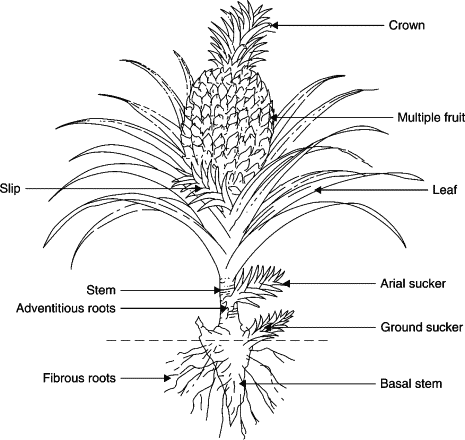 Crown
Multiple fruit
Slip
Leaf
Stem
Arial sucker
Adventitious roots
Ground sucker
Fibrous roots
Basal stem